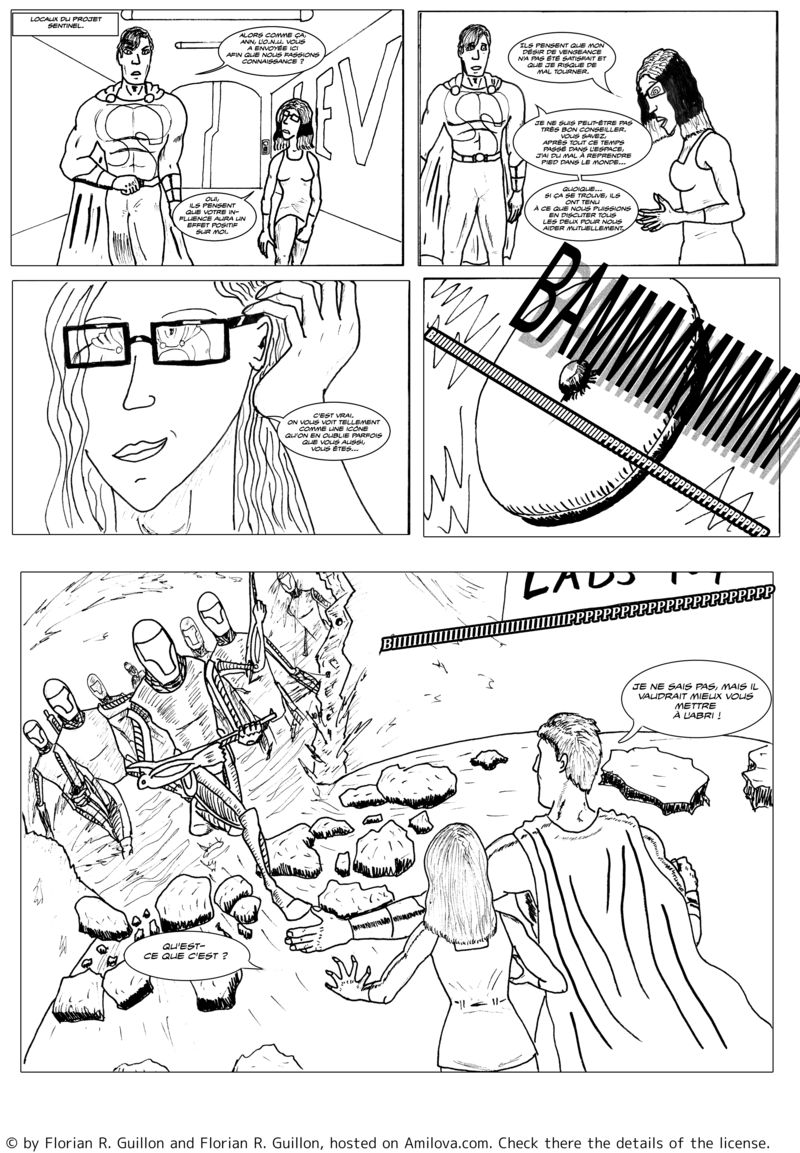 LOCAUX DU PROJET
SENTINEL.
ALORS COMME ÇA,
ANN, L'O.N.U. VOUS
A ENVOYÉE ICI
AFIN QUE NOUS FASSIONS
CONNAISSANCE ?
OUI,
ILS PENSENT
QUE VOTRE IN-
FLUENCE AURA UN
EFFET POSITIF
SUR MOI.
ILS PENSENT QUE MON
DÉSIR DE VENGEANCE
N'A PAS ÉTÉ SATISFAIT ET
QUE JE RISQUE DE
MAL TOURNER.
JE NE SUIS PEUT-ÊTRE PAS
TRÈS BON CONSEILLER.
VOUS SAVEZ,
APRÈS TOUT CE TEMPS
PASSÉ DANS L'ESPACE,
J'AI DU MAL À REPRENDRE
PIED DANS LE MONDE...
QUOIQUE...
SI ÇA SE TROUVE, ILS
ONT TENU
À CE QUE NOUS PUISSIONS
EN DISCUTER TOUS
LES DEUX POUR NOUS
AIDER MUTUELLEMENT.
C'EST VRAI,
ON VOUS VOIT TELLEMENT
COMME UNE ICÔNE
QU'ON EN OUBLIE PARFOIS
QUE VOUS AUSSI,
VOUS ÊTES...
LABS
JE NE SAIS PAS, MAIS IL
VAUDRAIT MIEUX VOUS
METTRE
À L'ABRI !
QU'EST-
CE QUE C'EST ?
© by Florian R. Guillon and Florian R. Guillon, hosted on Amilova.com. Check there the details of the license.